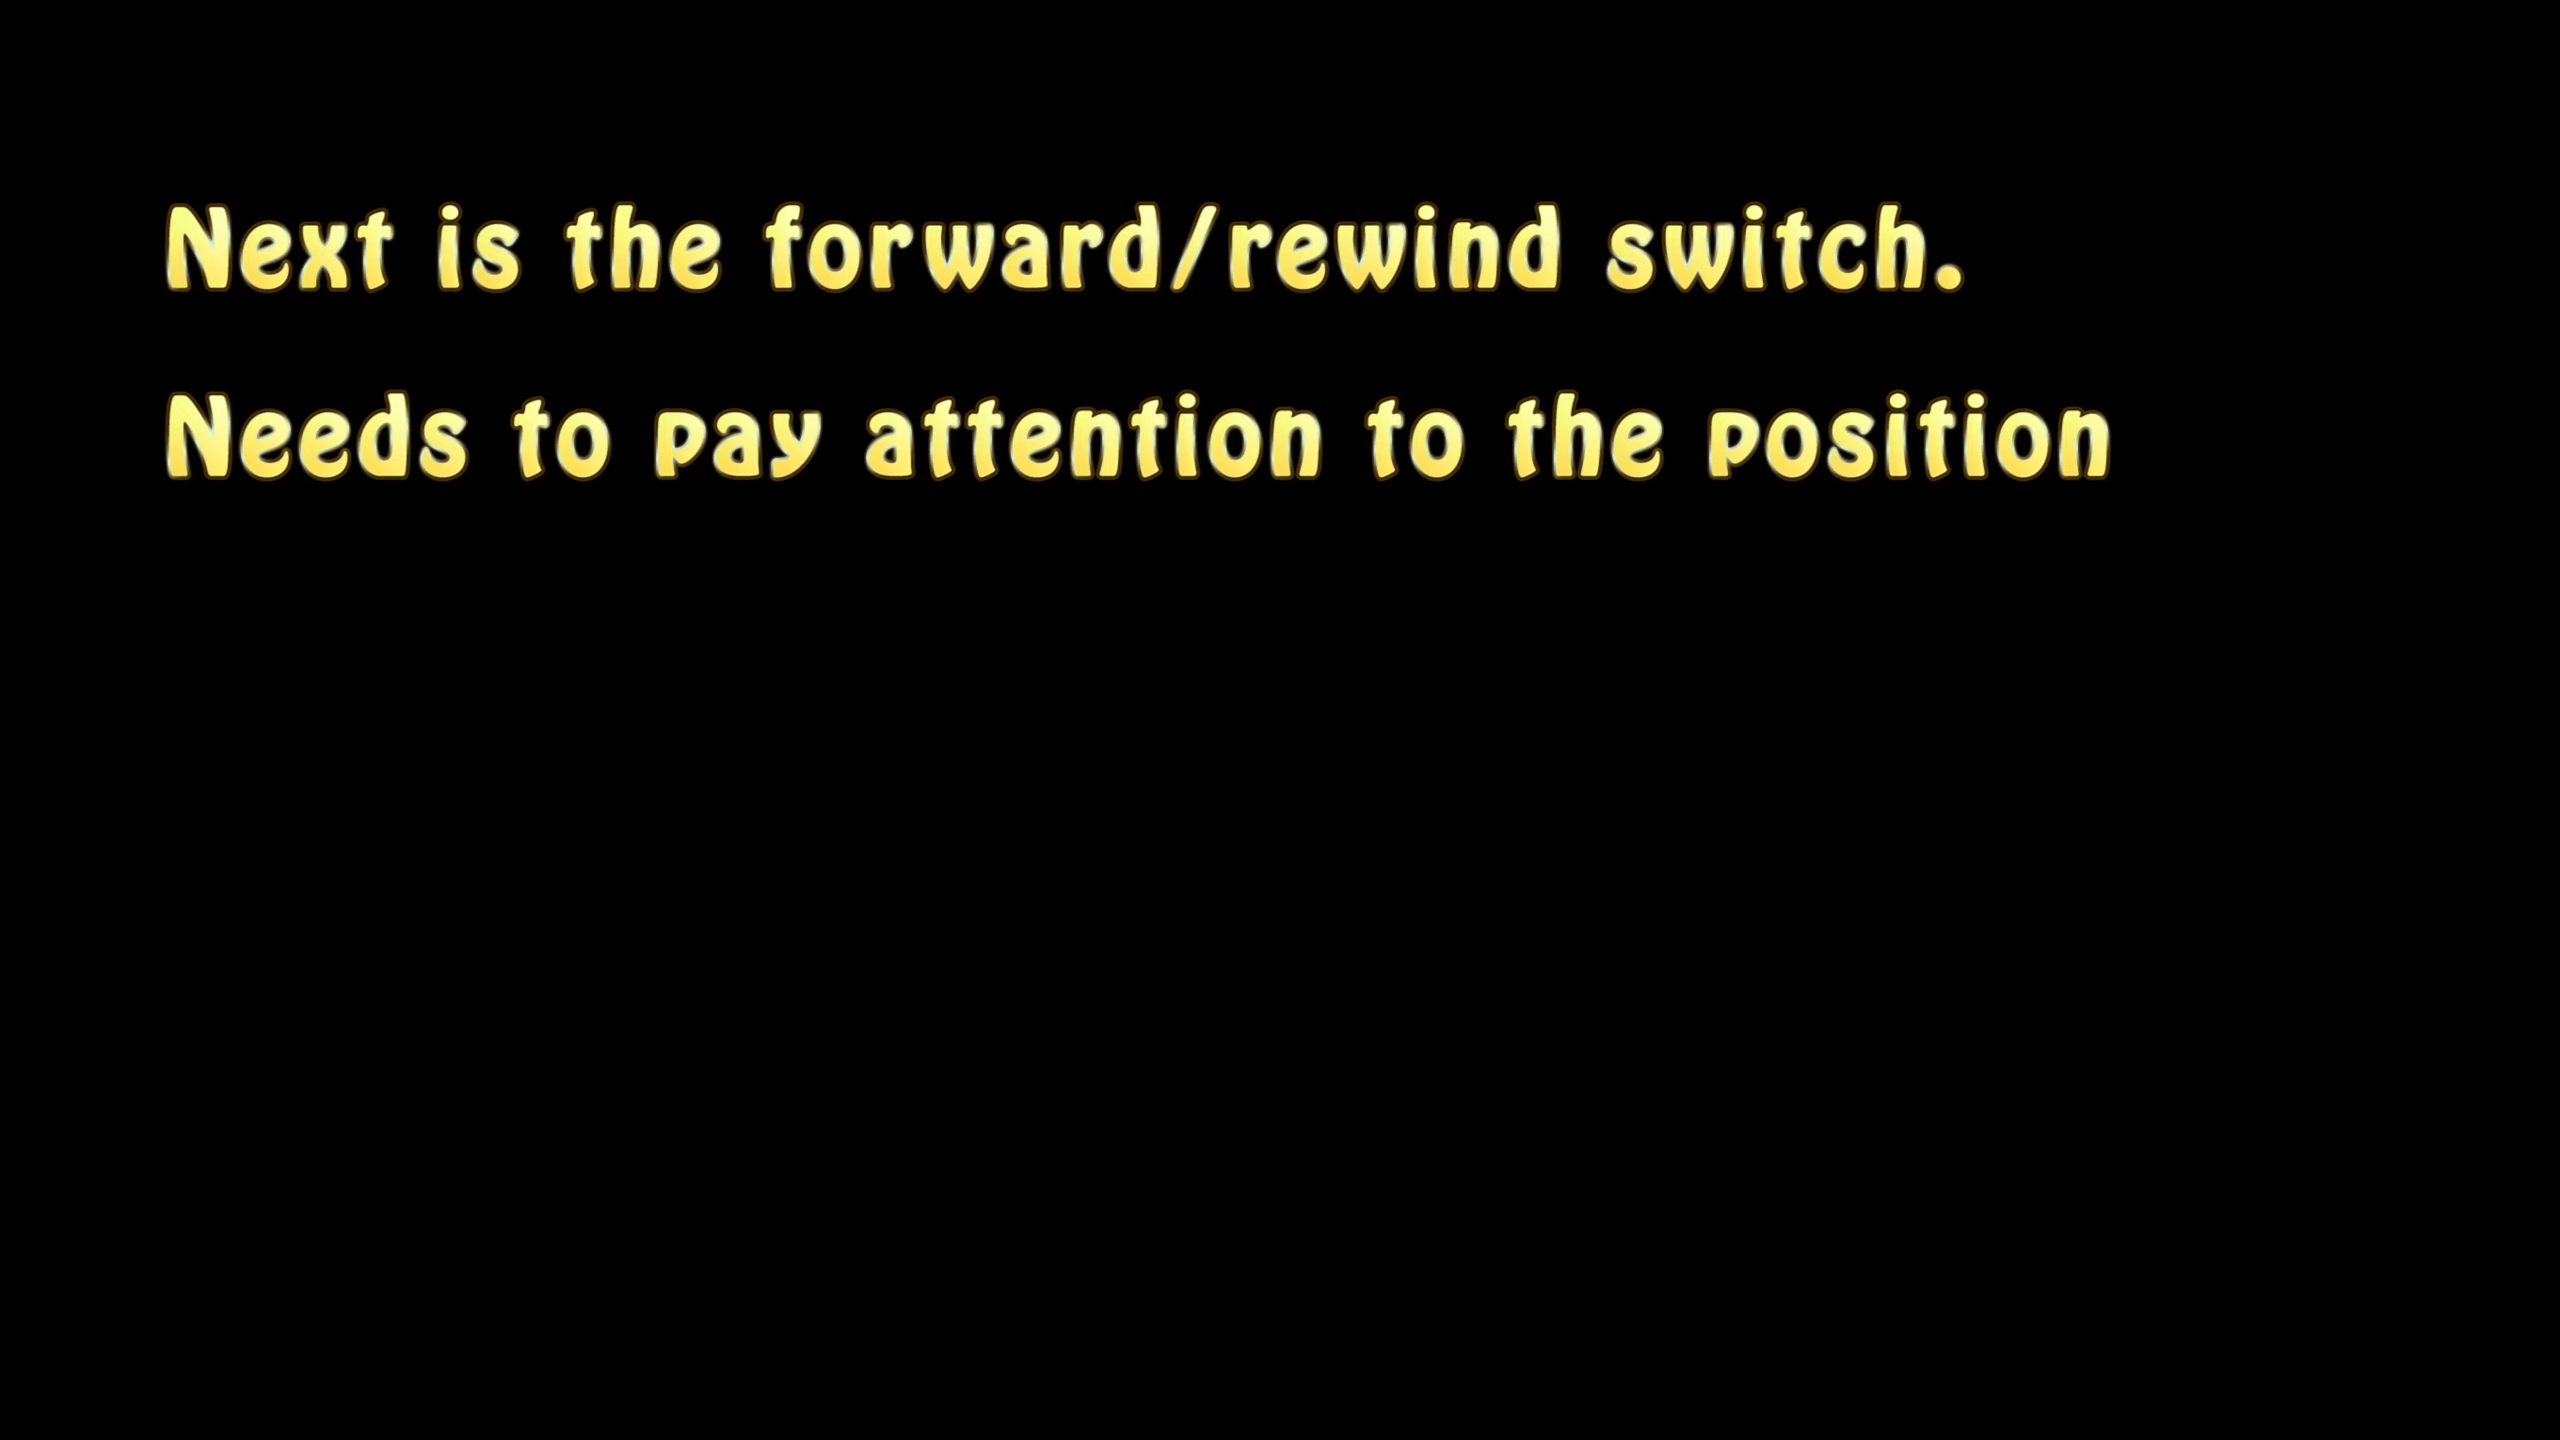 Next is the forward/rewind switch.
Needs to pay attention to the position